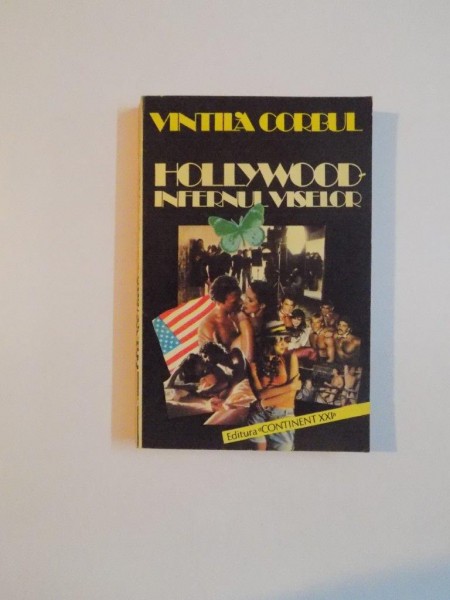 VINTILĂ CORBUL
HOLLYWOOD-
INFERNUL VISELOR
Editura «CONTINENT XXI»